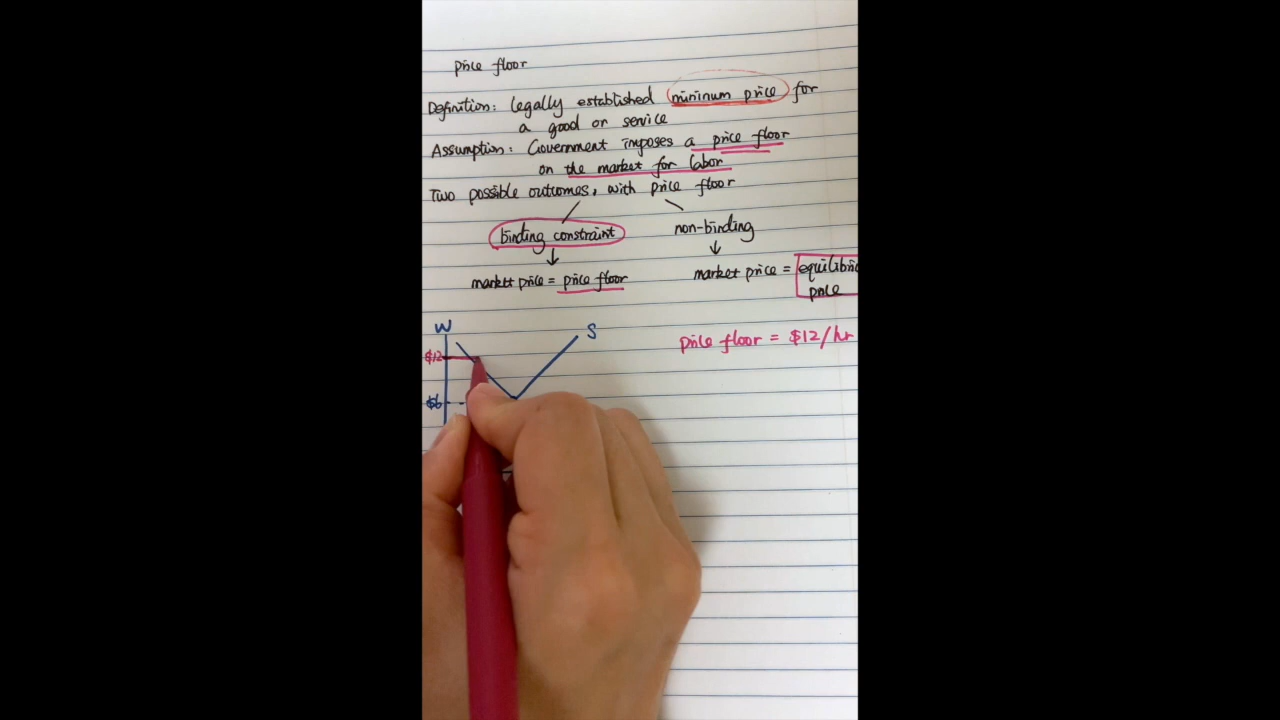 price floor
Definition: legally established minimum price for
a good or service
Assumption: Government imposes a price floor
on the market for labor
Two possible outcomes, with price floor
binding constraint non-binding
market price = price floor market price = equilibriu
price
W S
price floor = $12/hr
$12
$6